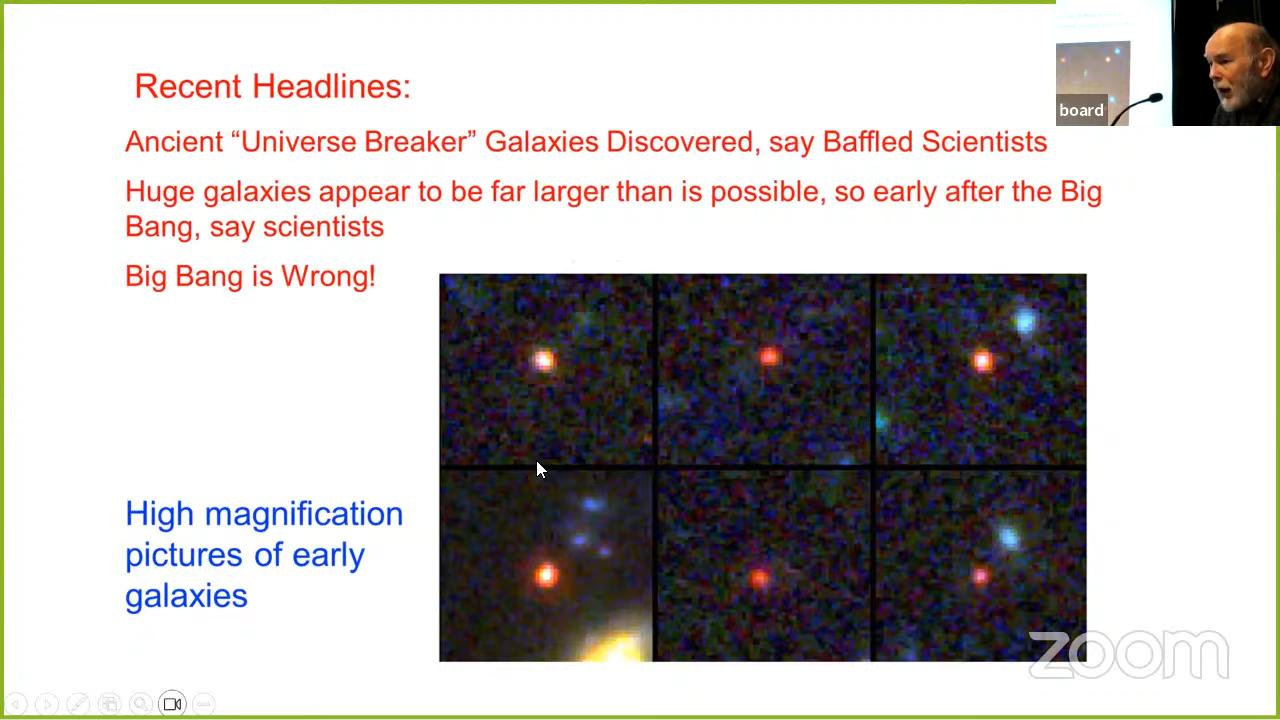 Recent Headlines:
board
Ancient “Universe Breaker” Galaxies Discovered, say Baffled Scientists
Huge galaxies appear to be far larger than is possible, so early after the Big
Bang, say scientists
Big Bang is Wrong!
High magnification
pictures of early
galaxies
zoom